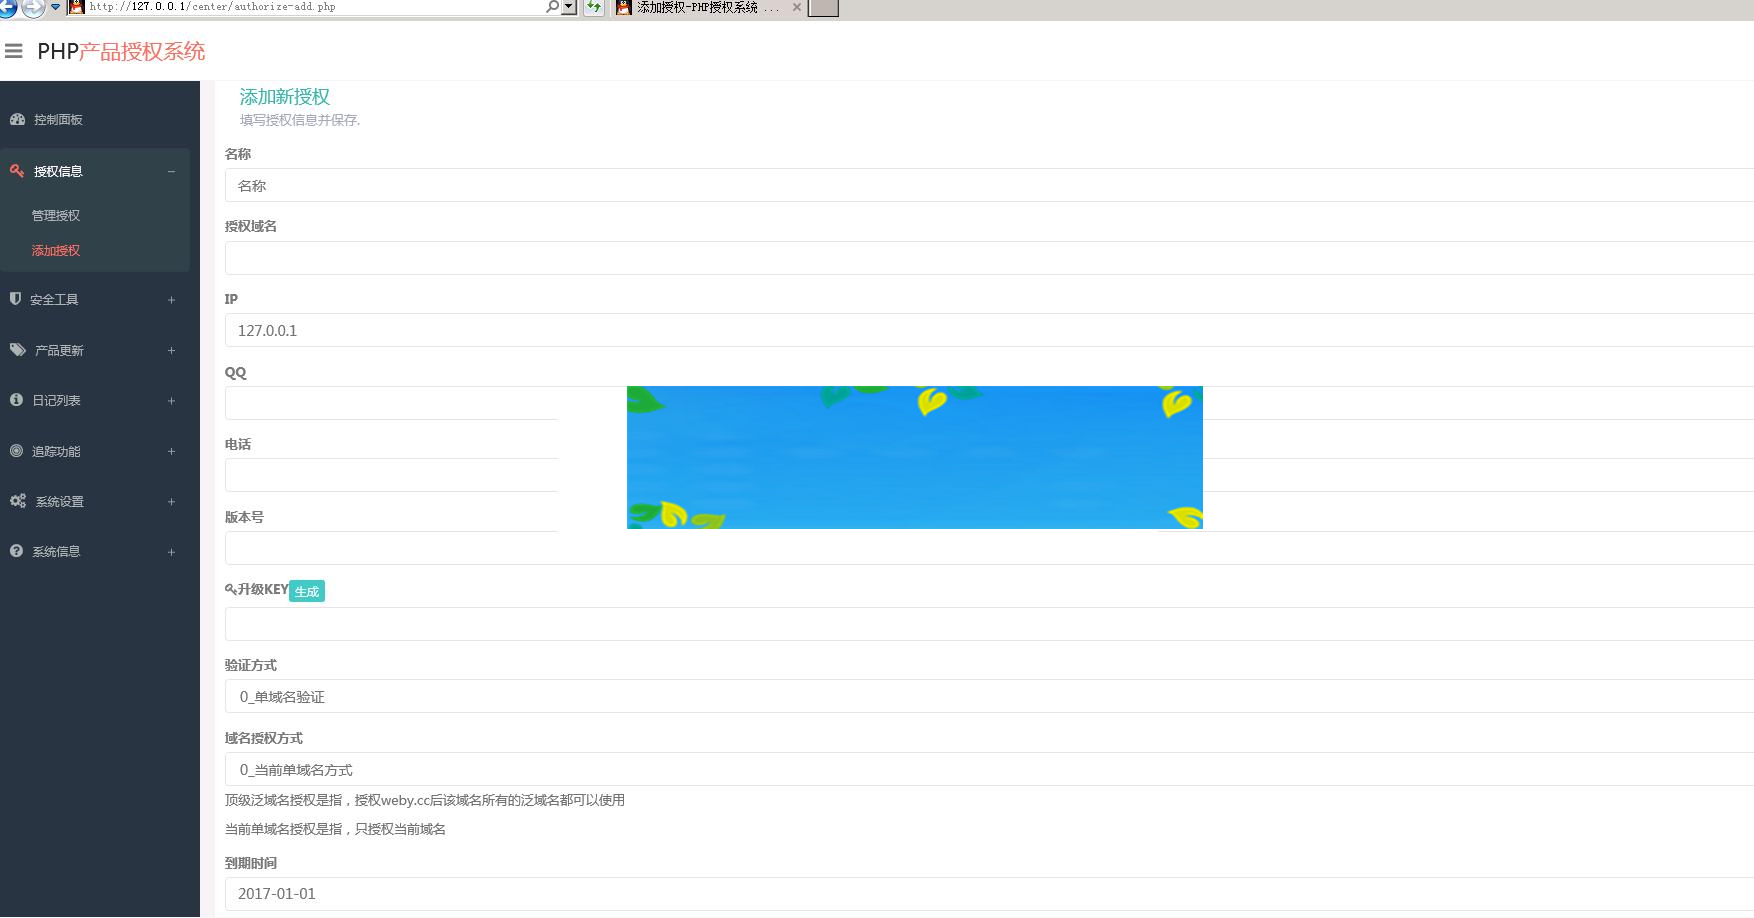 http://127.0.0.1/center/authorize-add.php
添加授权-PHP授权系统 ...
PHP产品授权系统
控制面板
授权信息
管理授权
添加授权
安全工具
产品更新
日记列表
追踪功能
系统设置
系统信息
添加新授权
填写授权信息并保存.
名称
名称
授权域名
IP
127.0.0.1
QQ
电话
版本号
升级KEY 生成
验证方式
0_单域名验证
域名授权方式
0_当前单域名方式
顶级泛域名授权是指，授权weby.cc后该域名所有的泛域名都可以使用
当前单域名授权是指，只授权当前域名
到期时间
2017-01-01